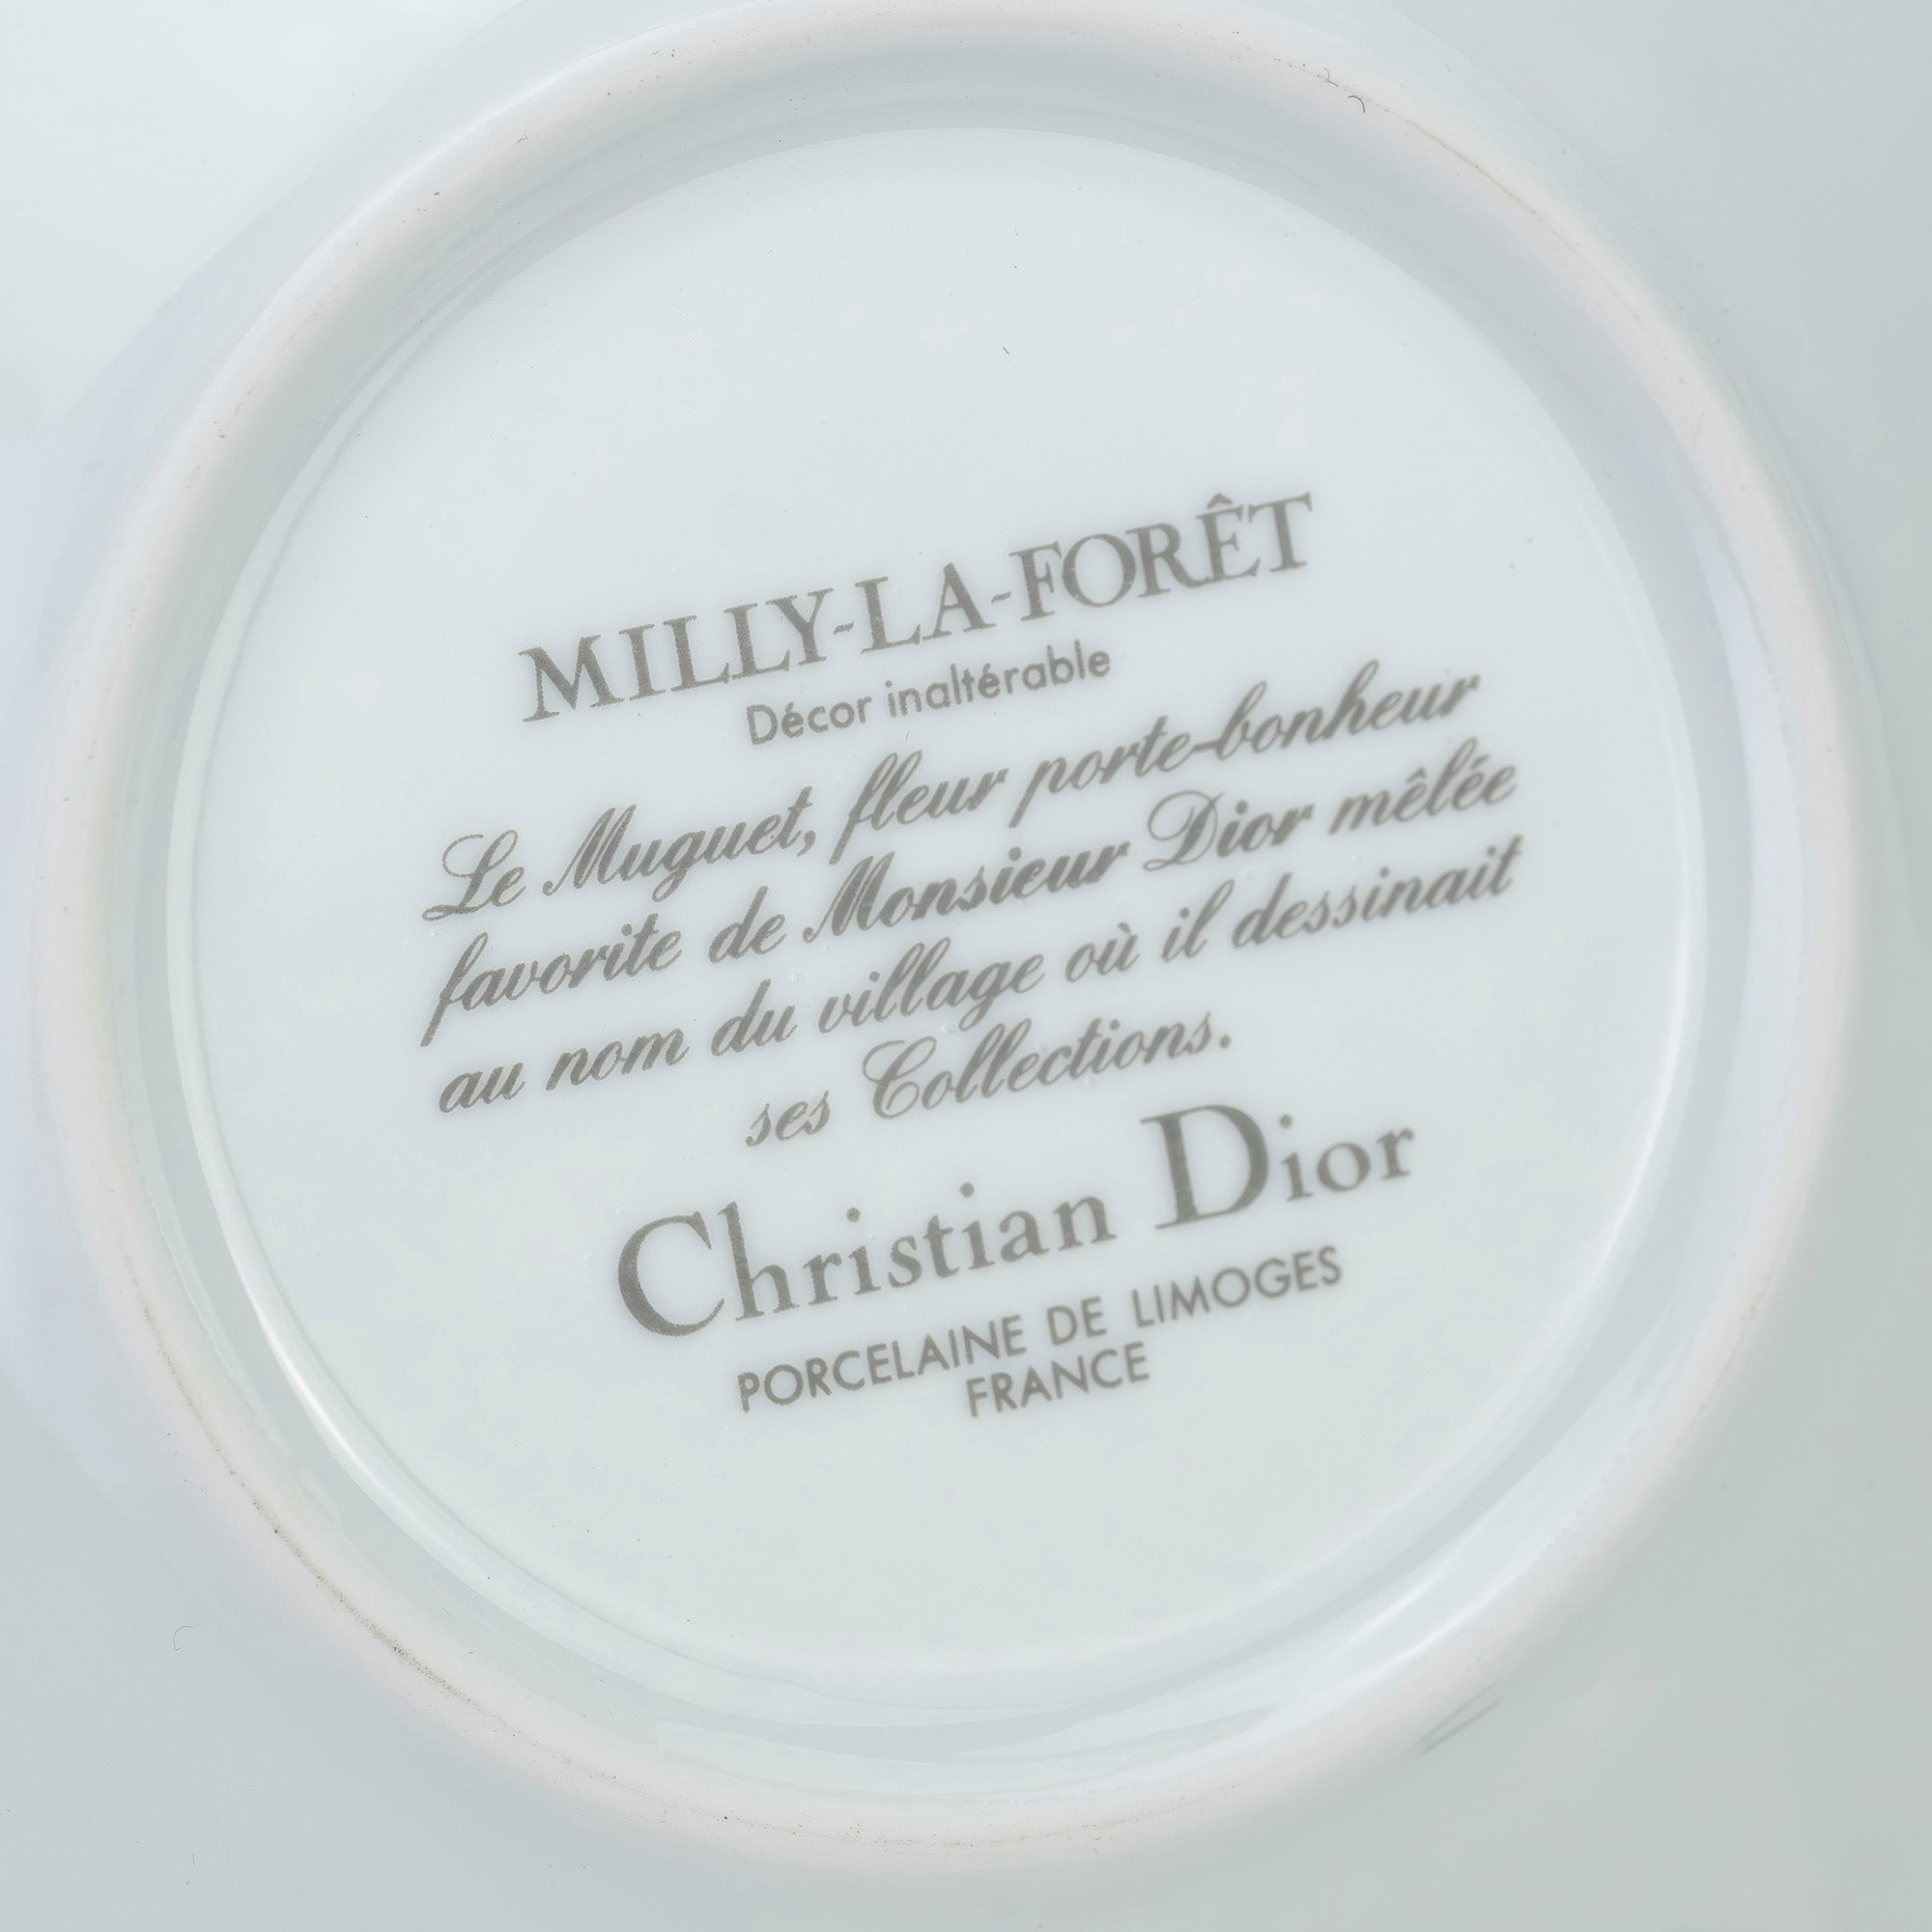 MILLY-LA-FORÊT
Décor inaltérable
Le Muguet, fleur porte-bonheur
favorite de Monsieur Dior mêlée
au nom du village où il dessinait
ses Collections.
Christian Dior
PORCELAINE DE LIMOGES
FRANCE